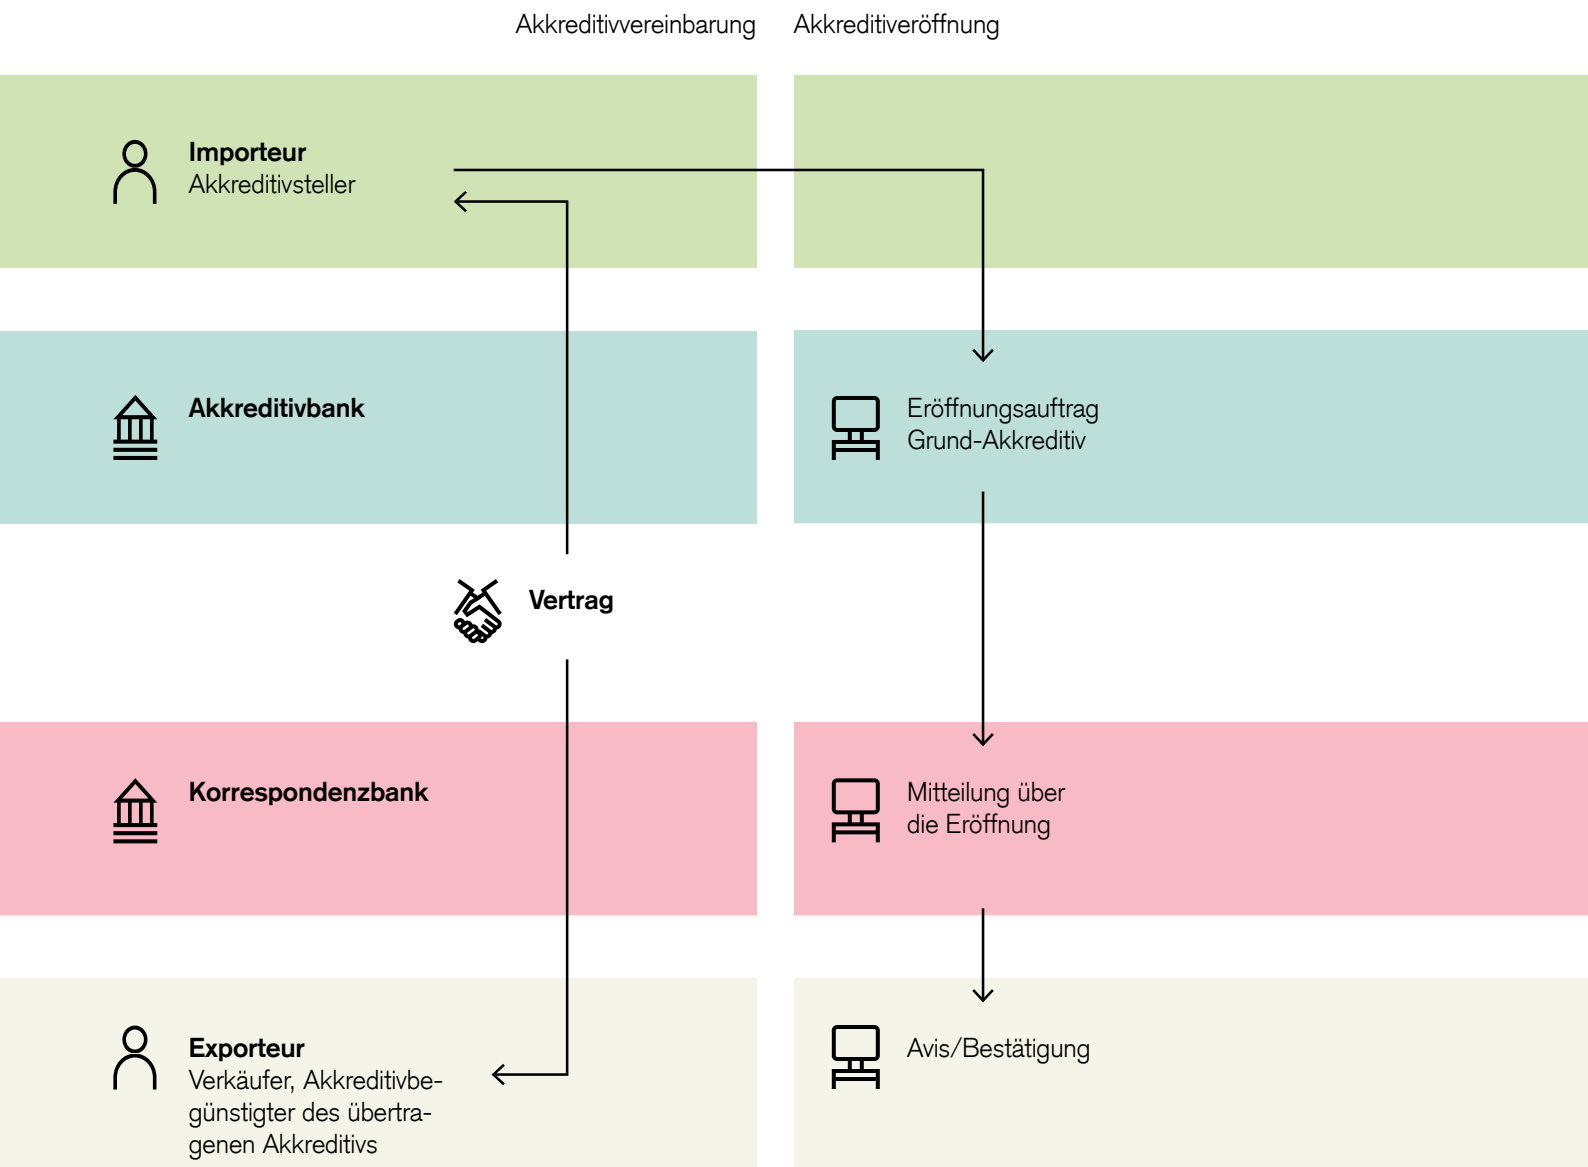 Akkreditivvereinbarung
Akkreditiveröffnung
Importeur
Akkreditivsteller
Akkreditivbank
Eröffnungsauftrag
Grund-Akkreditiv
Vertrag
Korrespondenzbank
Mitteilung über
die Eröffnung
Exporteur
Verkäufer, Akkreditivbe-
günstigter des übertra-
genen Akkreditivs
Avis/Bestätigung